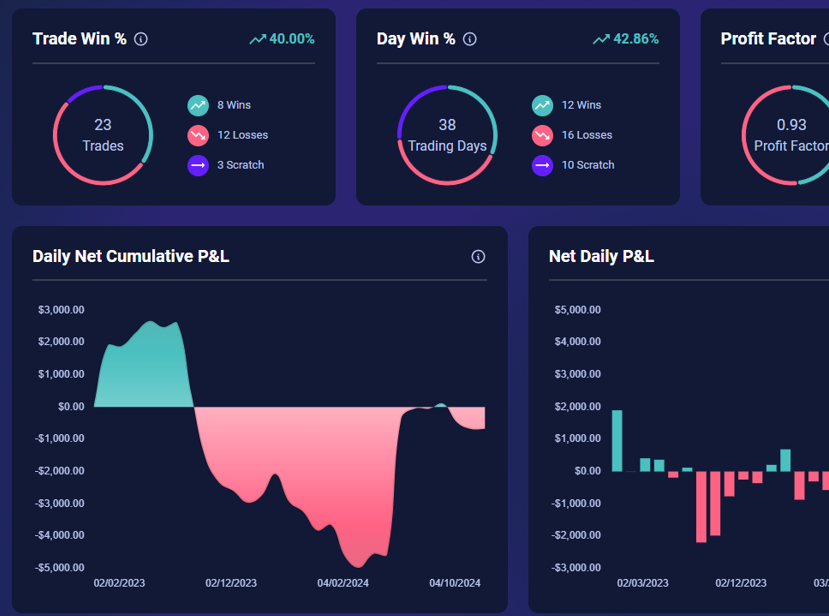 Trade Win %
40.00%
23
Trades
8 Wins
12 Losses
3 Scratch
Day Win %
42.86%
38
Trading Days
12 Wins
16 Losses
10 Scratch
Profit Factor
0.93
Profit Factor
Daily Net Cumulative P&L
$3,000.00
$2,000.00
$1,000.00
$0.00
-$1,000.00
-$2,000.00
-$3,000.00
-$4,000.00
-$5,000.00
02/02/2023
02/12/2023
04/02/2023
04/10/2024
Net Daily P&L
$5,000.00
$4,000.00
$3,000.00
$2,000.00
$1,000.00
$0.00
-$1,000.00
-$2,000.00
-$3,000.00
02/03/2023
02/12/2023
03/